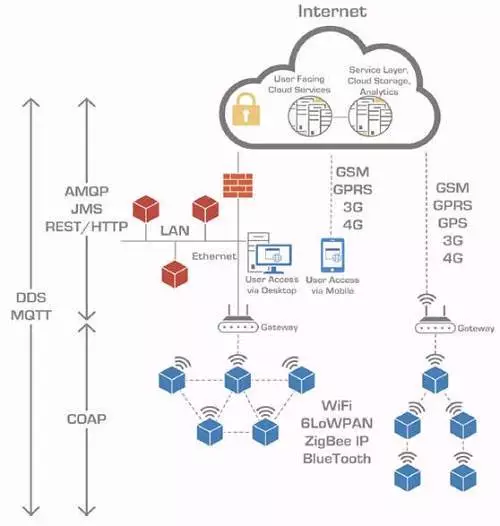 Internet
User Facing
Cloud Services
Service Layer,
Cloud Storage,
Analytics
GSM
GPRS
3G
4G
GSM
GPRS
GPS
3G
4G
AMQP
JMS
REST/HTTP
LAN
Ethernet
User Access
via Desktop
User Access
via Mobile
DDS
MQTT
Gateway
Gateway
COAP
WiFi
6LoWPAN
ZigBee IP
BlueTooth